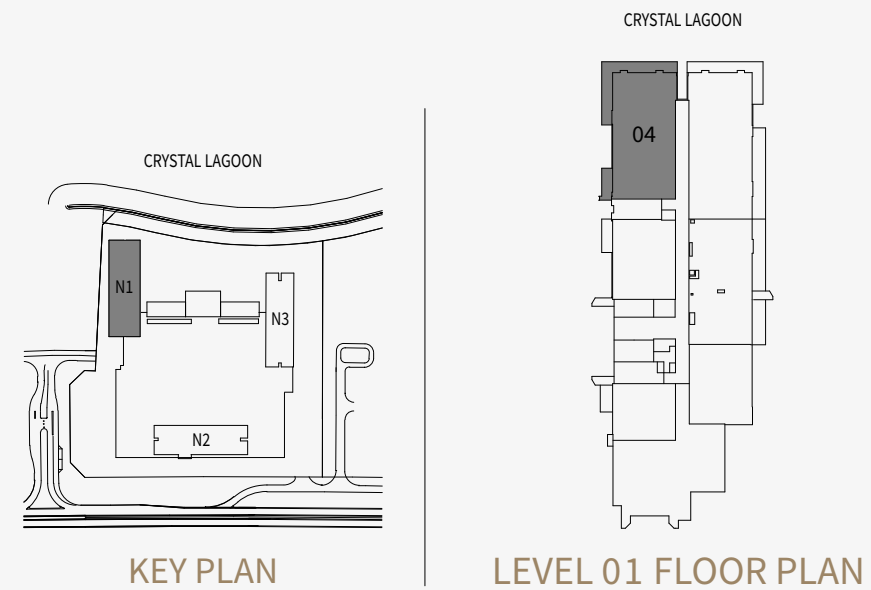 CRYSTAL LAGOON
N1
N3
N2
KEY PLAN
CRYSTAL LAGOON
04
LEVEL 01 FLOOR PLAN